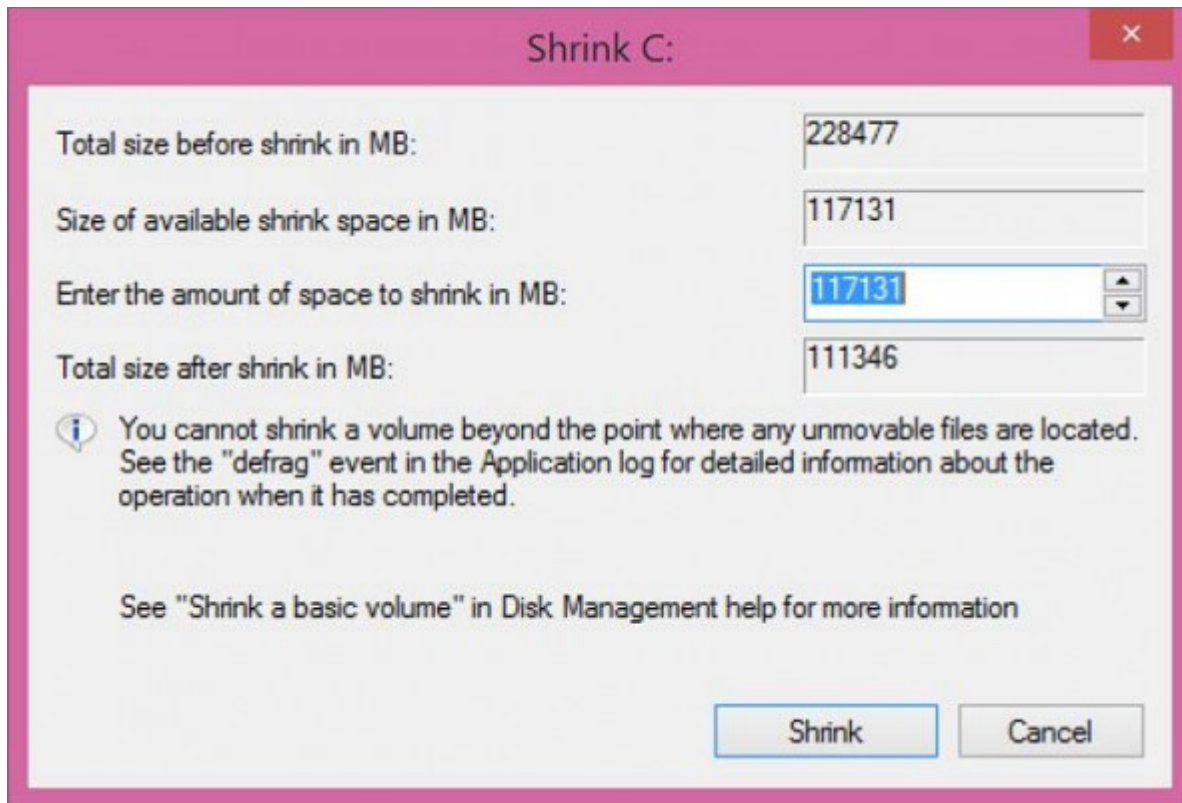 Shrink C:
Total size before shrink in MB: 228477
Size of available shrink space in MB: 117131
Enter the amount of space to shrink in MB: 117131
Total size after shrink in MB: 111346
You cannot shrink a volume beyond the point where any unmovable files are located.
See the "defrag" event in the Application log for detailed information about the
operation when it has completed.
See "Shrink a basic volume" in Disk Management help for more information
Shrink Cancel